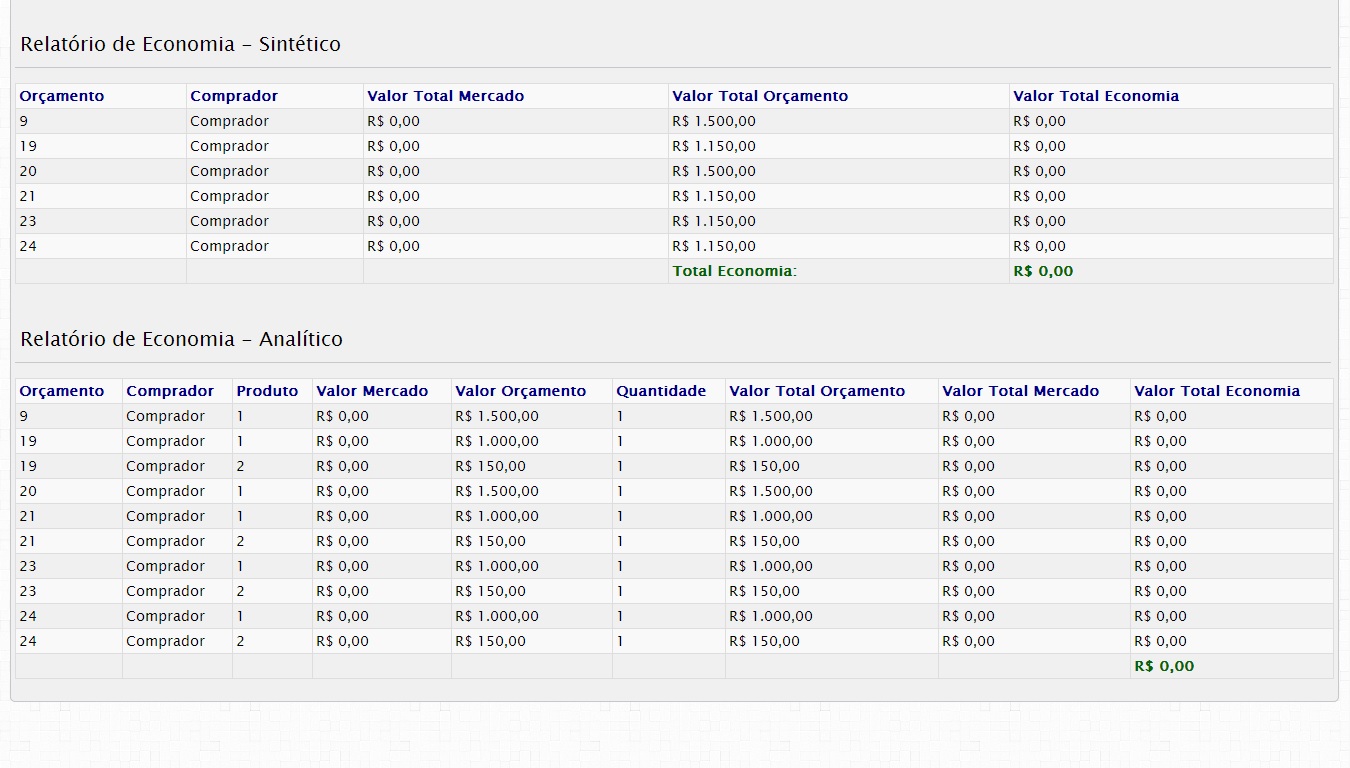 Relatório de Economia – Sintético
Orçamento Comprador Valor Total Mercado Valor Total Orçamento Valor Total Economia
9 Comprador R$ 0,00 R$ 1.500,00 R$ 0,00
19 Comprador R$ 0,00 R$ 1.150,00 R$ 0,00
20 Comprador R$ 0,00 R$ 1.500,00 R$ 0,00
21 Comprador R$ 0,00 R$ 1.150,00 R$ 0,00
23 Comprador R$ 0,00 R$ 1.150,00 R$ 0,00
24 Comprador R$ 0,00 R$ 1.150,00 R$ 0,00
Total Economia: R$ 0,00
Relatório de Economia – Analítico
Orçamento Comprador Produto Valor Mercado Valor Orçamento Quantidade Valor Total Orçamento Valor Total Mercado Valor Total Economia
9 Comprador 1 R$ 0,00 R$ 1.500,00 1 R$ 1.500,00 R$ 0,00 R$ 0,00
19 Comprador 1 R$ 0,00 R$ 1.000,00 1 R$ 1.000,00 R$ 0,00 R$ 0,00
19 Comprador 2 R$ 0,00 R$ 150,00 1 R$ 150,00 R$ 0,00 R$ 0,00
20 Comprador 1 R$ 0,00 R$ 1.500,00 1 R$ 1.500,00 R$ 0,00 R$ 0,00
21 Comprador 1 R$ 0,00 R$ 1.000,00 1 R$ 1.000,00 R$ 0,00 R$ 0,00
21 Comprador 2 R$ 0,00 R$ 150,00 1 R$ 150,00 R$ 0,00 R$ 0,00
23 Comprador 1 R$ 0,00 R$ 1.000,00 1 R$ 1.000,00 R$ 0,00 R$ 0,00
23 Comprador 2 R$ 0,00 R$ 150,00 1 R$ 150,00 R$ 0,00 R$ 0,00
24 Comprador 1 R$ 0,00 R$ 1.000,00 1 R$ 1.000,00 R$ 0,00 R$ 0,00
24 Comprador 2 R$ 0,00 R$ 150,00 1 R$ 150,00 R$ 0,00 R$ 0,00
R$ 0,00